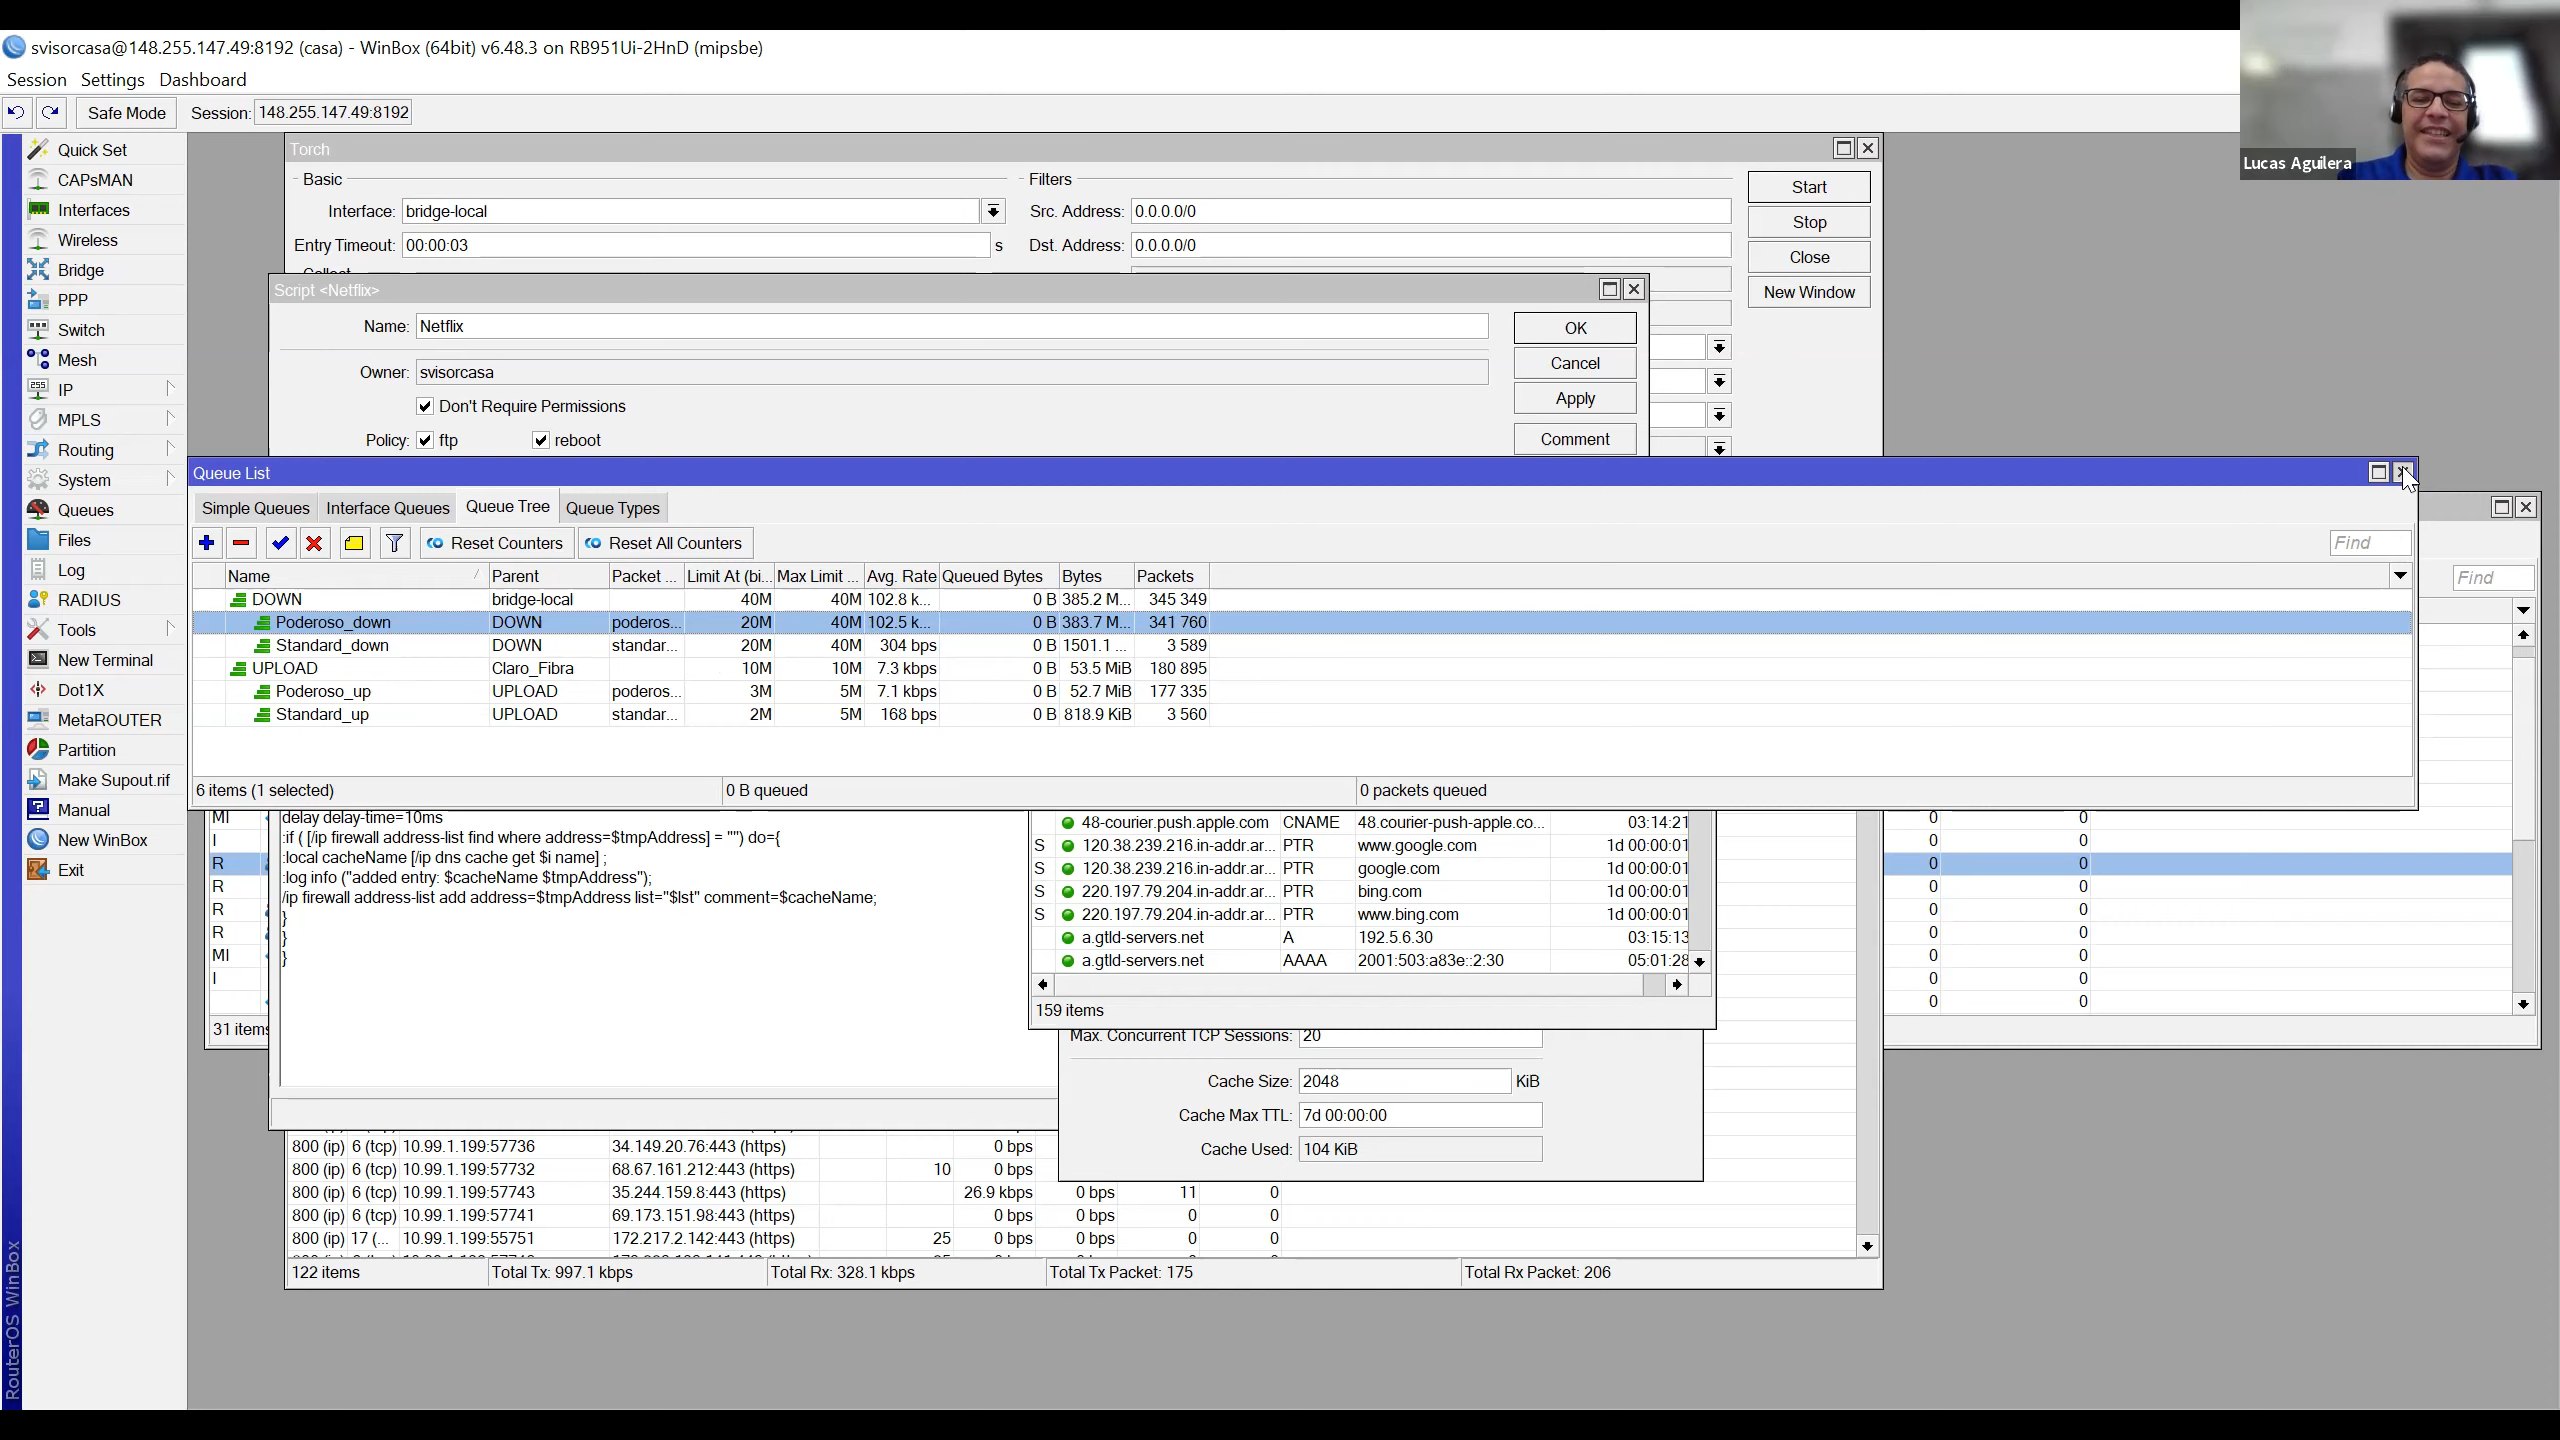 svisorcasa@148.255.147.49:8192 (casa) - WinBox (64bit) v6.48.3 on RB951Ui-2HnD (mipsbe)
Session Settings Dashboard
Safe Mode Session: 148.255.147.49:8192
Lucas Aguilera
Quick Set
CAPsMAN
Interfaces
Wireless
Bridge
PPP
Switch
Mesh
IP
MPLS
Routing
System
Queues
Files
Log
RADIUS
Tools
New Terminal
Dot1X
MetaROUTER
Partition
Make Supout.rif
Manual
New WinBox
Exit
RouterOS WinBox
Torch
Basic
Interface: bridge-local
Entry Timeout: 00:00:03 s
Filters
Src. Address: 0.0.0.0/0
Dst. Address: 0.0.0.0/0
Start
Stop
Close
New Window
Script <Netflix>
Name: Netflix
Owner: svisorcasa
Don't Require Permissions
Policy: ftp reboot
OK
Cancel
Apply
Comment
Queue List
Simple Queues Interface Queues Queue Tree Queue Types
Reset Counters Reset All Counters Find
Name Parent Packet ... Limit At (bi... Max Limit ... Avg. Rate Queued Bytes Bytes Packets
DOWN bridge-local 40M 40M 102.8 k... 0 B 385.2 M... 345 349
Poderoso_down DOWN poderos... 20M 40M 102.5 k... 0 B 383.7 M... 341 760
Standard_down DOWN standar... 20M 40M 304 bps 0 B 1501.1 ... 3 589
UPLOAD Claro_Fibra 10M 10M 7.3 kbps 0 B 53.5 MiB 180 895
Poderoso_up UPLOAD poderos... 3M 5M 7.1 kbps 0 B 52.7 MiB 177 335
Standard_up UPLOAD standar... 2M 5M 168 bps 0 B 818.9 KiB 3 560
6 items (1 selected) 0 B queued 0 packets queued
Find
MI
I
R
R
R
R
MI
I
31 items
delay delay-time=10ms
:if ( [/ip firewall address-list find where address=$tmpAddress] = "") do={
:local cacheName [/ip dns cache get $i name] ;
:log info ("added entry: $cacheName $tmpAddress");
/ip firewall address-list add address=$tmpAddress list="$lst" comment=$cacheName;
}
}
}
48-courier.push.apple.com CNAME 48.courier-push-apple.co... 03:14:21
S 120.38.239.216.in-addr.ar... PTR www.google.com 1d 00:00:01
S 120.38.239.216.in-addr.ar... PTR google.com 1d 00:00:01
S 220.197.79.204.in-addr.ar... PTR bing.com 1d 00:00:01
S 220.197.79.204.in-addr.ar... PTR www.bing.com 1d 00:00:01
a.gtld-servers.net A 192.5.6.30 03:15:13
a.gtld-servers.net AAAA 2001:503:a83e::2:30 05:01:28
159 items
0 0
0 0
0 0
0 0
0 0
0 0
0 0
0 0
0 0
Max. Concurrent TCP Sessions: 20
Cache Size: 2048 KiB
Cache Max TTL: 7d 00:00:00
Cache Used: 104 KiB
800 (ip) 6 (tcp) 10.99.1.199:57736 34.149.20.76:443 (https) 0 bps
800 (ip) 6 (tcp) 10.99.1.199:57732 68.67.161.212:443 (https) 10 0 bps
800 (ip) 6 (tcp) 10.99.1.199:57743 35.244.159.8:443 (https) 26.9 kbps 0 bps 11 0
800 (ip) 6 (tcp) 10.99.1.199:57741 69.173.151.98:443 (https) 0 bps 0 bps 0 0
800 (ip) 17 (... 10.99.1.199:55751 172.217.2.142:443 (https) 25 0 bps 0 bps 0 0
122 items Total Tx: 997.1 kbps Total Rx: 328.1 kbps Total Tx Packet: 175 Total Rx Packet: 206